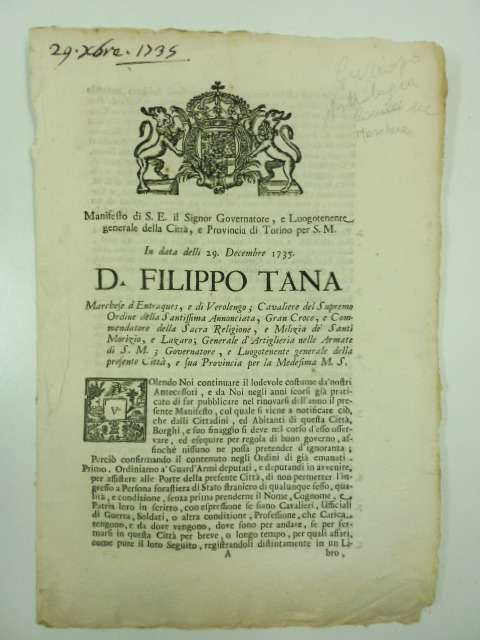 29. Xbre. 1735
Curioso
Astrologia
Comici ecc
Maschera
Manifesto di S. E. il Signor Governatore, e Luogotenente
generale della Città, e Provincia di Torino per S. M.
In data delli 29. Decembre 1735.
D. FILIPPO TANA
Marchese d'Entraques, e di Verolengo; Cavaliere del Supremo
Ordine della Santissima Annonciata, Gran Croce, e Com-
mendatore della Sacra Religione, e Milizia de' Santi
Morizio, e Lazaro; Generale d'Artiglieria nelle Armate
di S. M.; Governatore, e Luogotenente generale della
presente Città, e sua Provincia per la Medesima M. S.
VOlendo Noi continuare il lodevole costume da'nostri
Antecessori, e da Noi negli anni scorsi già prati-
cato di far pubblicare nel rinovarsi dell'anno il pre-
sente Manifesto, col quale si viene a notificare ciò,
che dalli Cittadini, ed Abitanti di questa Città,
Borghi, e suo finaggio si deve nel corso d'esso osser-
vare, ed eseguire per regola di buon governo, af-
finchè nissuno ne possa pretender d'ignoranza;
Perciò confirmando il contenuto negli Ordini di già emanati
Primo. Ordiniamo a' Guard'Armi deputati, e deputandi in avvenire,
per assistere alle Porte della presente Città, di non permetter l'in-
gresso a Persona forastiera di Stato straniero di qualunque sesso, qua-
lità, e condizione, senza prima prenderne il Nome, Cognome, e
Patria loro in scritto, con espressione se siano Cavalieri, Ufficiali
di Guerra, Soldati, o altra condizione, Professione, che Carica
tengono, e da dove vengono, dove sono per andare, se per fer-
marsi in questa Città per breve, o longo tempo, per quali affari,
come pure il loro Seguito, registrandoli distintamente in un Li-
A bro,